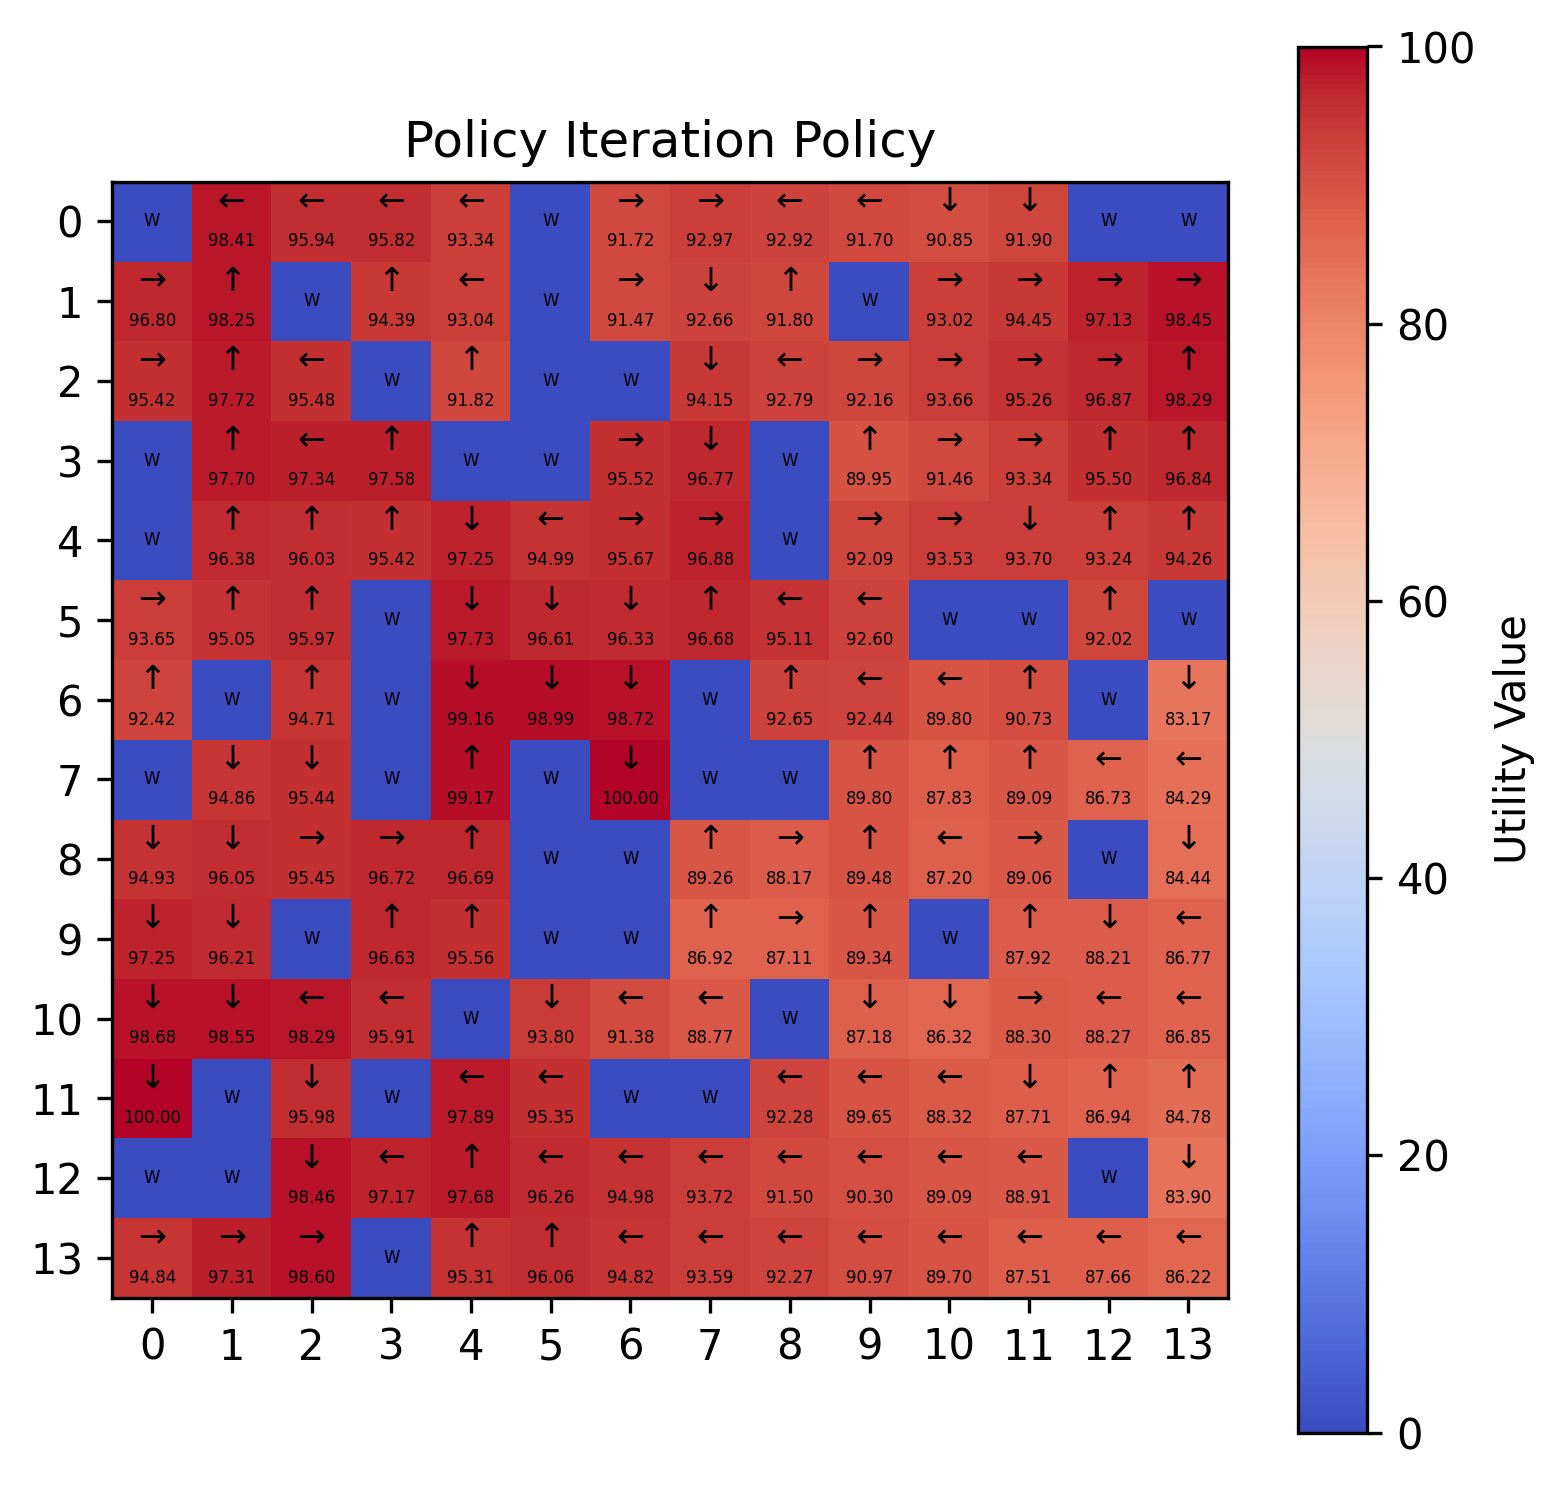 Policy Iteration Policy
0 W ← ← ← ← W → → ← ← ↓ ↓ W W
98.41 95.94 95.82 93.34 91.72 92.97 92.92 91.70 90.85 91.90
1 → ↑ W ↑ ← W → ↓ ↑ W → → → →
96.80 98.25 94.39 93.04 91.47 92.66 91.80 93.02 94.45 97.13 98.45
2 → ↑ ← W ↑ W W ↓ ← → → → → ↑
95.42 97.72 95.48 91.82 94.15 92.79 92.16 93.66 95.26 96.87 98.29
3 W ↑ ← ↑ W W → ↓ W ↑ → → ↑ ↑
97.70 97.34 97.58 95.52 96.77 89.95 91.46 93.34 95.50 96.84
4 W ↑ ↑ ↑ ↓ ← → → W → → ↓ ↑ ↑
96.38 96.03 95.42 97.25 94.99 95.67 96.88 92.09 93.53 93.70 93.24 94.26
5 → ↑ ↑ W ↓ ↓ ↓ ↑ ← ← W W ↑ W
93.65 95.05 95.97 97.73 96.61 96.33 96.68 95.11 92.60 92.02
6 ↑ W ↑ W ↓ ↓ ↓ W ↑ ← ← ↑ W ↓
92.42 94.71 99.16 98.99 98.72 92.65 92.44 89.80 90.73 83.17
7 W ↓ ↓ W ↑ W ↓ W W ↑ ↑ ↑ ← ←
94.86 95.44 99.17 100.00 89.80 87.83 89.09 86.73 84.29
8 ↓ ↓ → → ↑ W W ↑ → ↑ ← → W ↓
94.93 96.05 95.45 96.72 96.69 89.26 88.17 89.48 87.20 89.06 84.44
9 ↓ ↓ W ↑ ↑ W W ↑ → ↑ W ↑ ↓ ←
97.25 96.21 96.63 95.56 86.92 87.11 89.34 87.92 88.21 86.77
10 ↓ ↓ ← ← W ↓ ← ← W ↓ ↓ → ← ←
98.68 98.55 98.29 95.91 93.80 91.38 88.77 87.18 86.32 88.30 88.27 86.85
11 ↓ W ↓ W ← ← W W ← ← ← ↓ ↑ ↑
100.00 95.98 97.89 95.35 92.28 89.65 88.32 87.71 86.94 84.78
12 W W ↓ ← ↑ ← ← ← ← ← ← ← W ↓
98.46 97.17 97.68 96.26 94.98 93.72 91.50 90.30 89.09 88.91 83.90
13 → → → W ↑ ↑ ← ← ← ← ← ← ← ←
94.84 97.31 98.60 95.31 96.06 94.82 93.59 92.27 90.97 89.70 87.51 87.66 86.22
0 1 2 3 4 5 6 7 8 9 10 11 12 13
100
80
60
40
20
0
Utility Value